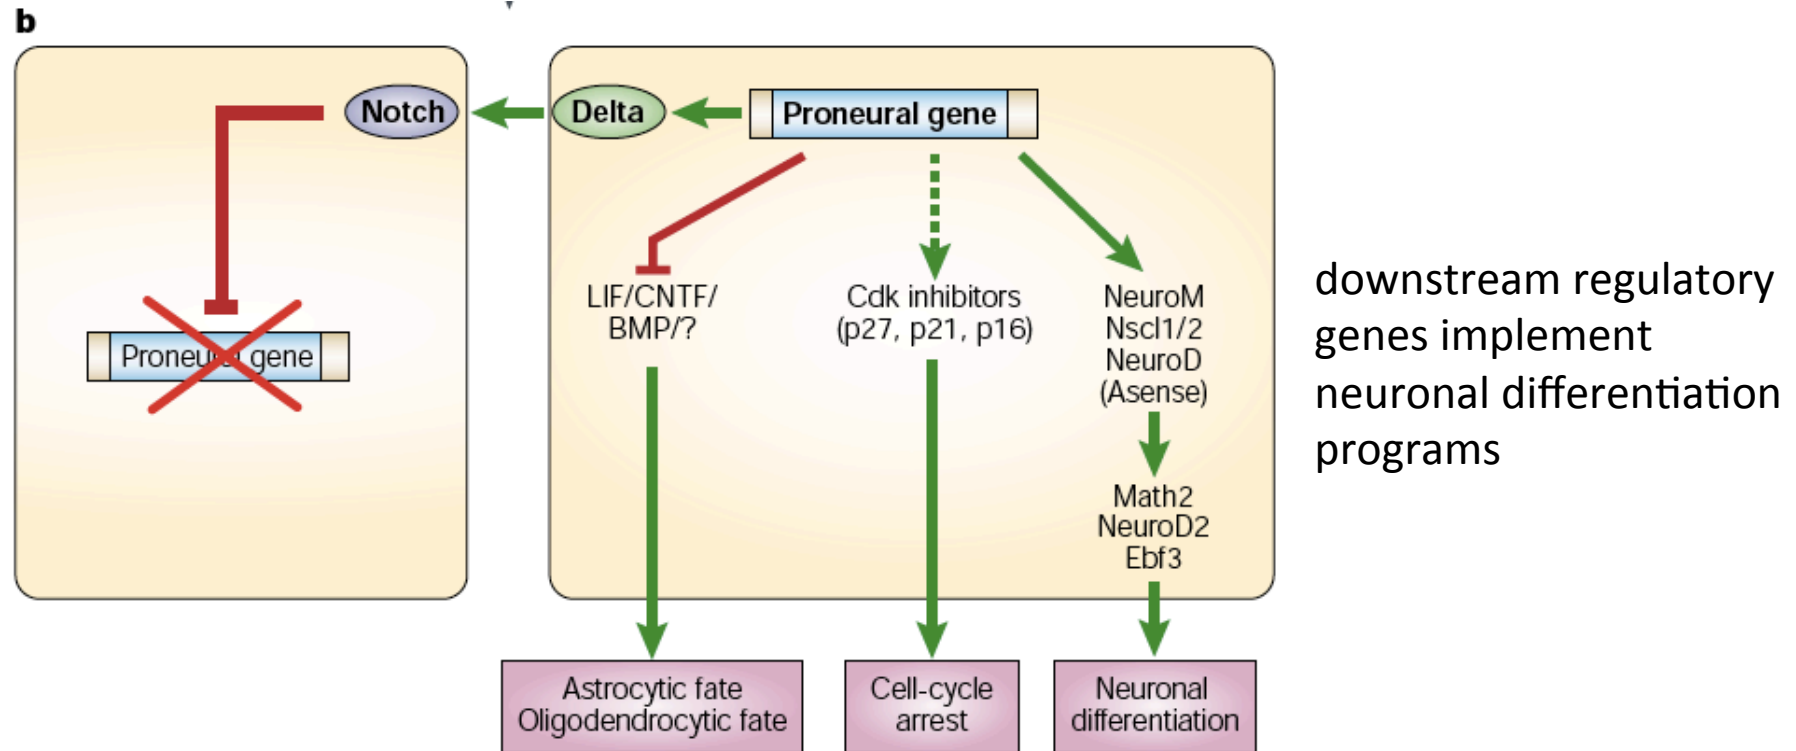 b
Notch
Delta
Proneural gene
Proneural gene
LIF/CNTF/
BMP/?
Cdk inhibitors
(p27, p21, p16)
NeuroM
Nscl1/2
NeuroD
(Asense)
Math2
NeuroD2
Ebf3
Astrocytic fate
Oligodendrocytic fate
Cell-cycle
arrest
Neuronal
differentiation
downstream regulatory
genes implement
neuronal differentiation
programs